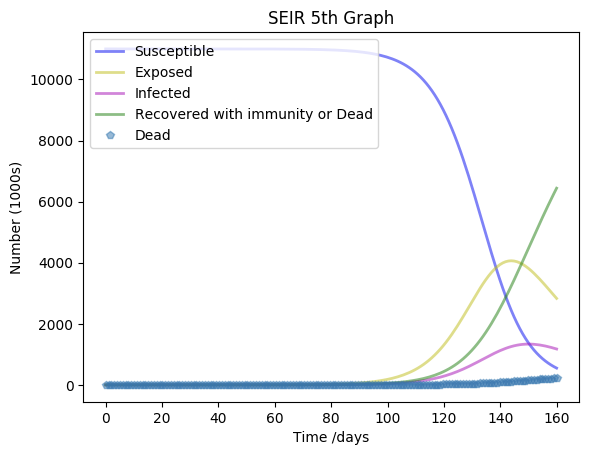 SEIR 5th Graph
Susceptible
Exposed
Infected
Recovered with immunity or Dead
Dead
Number (1000s)
10000
8000
6000
4000
2000
0
0 20 40 60 80 100 120 140 160
Time /days